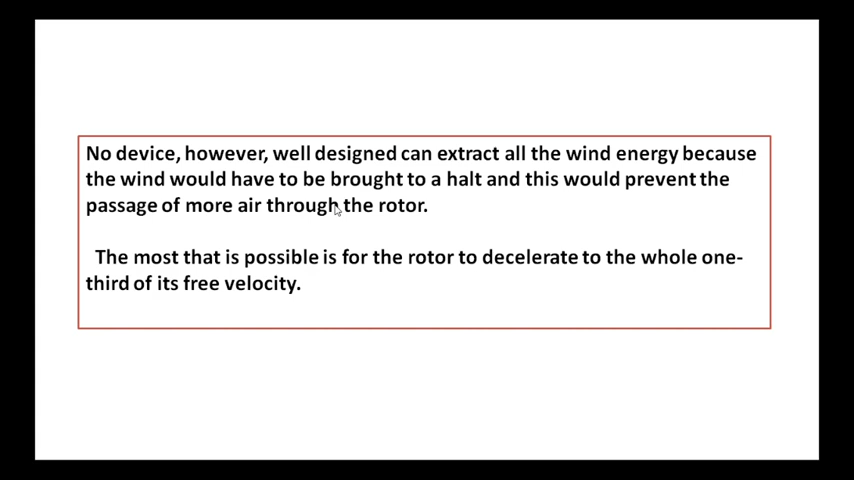 No device, however, well designed can extract all the wind energy because
the wind would have to be brought to a halt and this would prevent the
passage of more air through the rotor.
The most that is possible is for the rotor to decelerate to the whole one-
third of its free velocity.